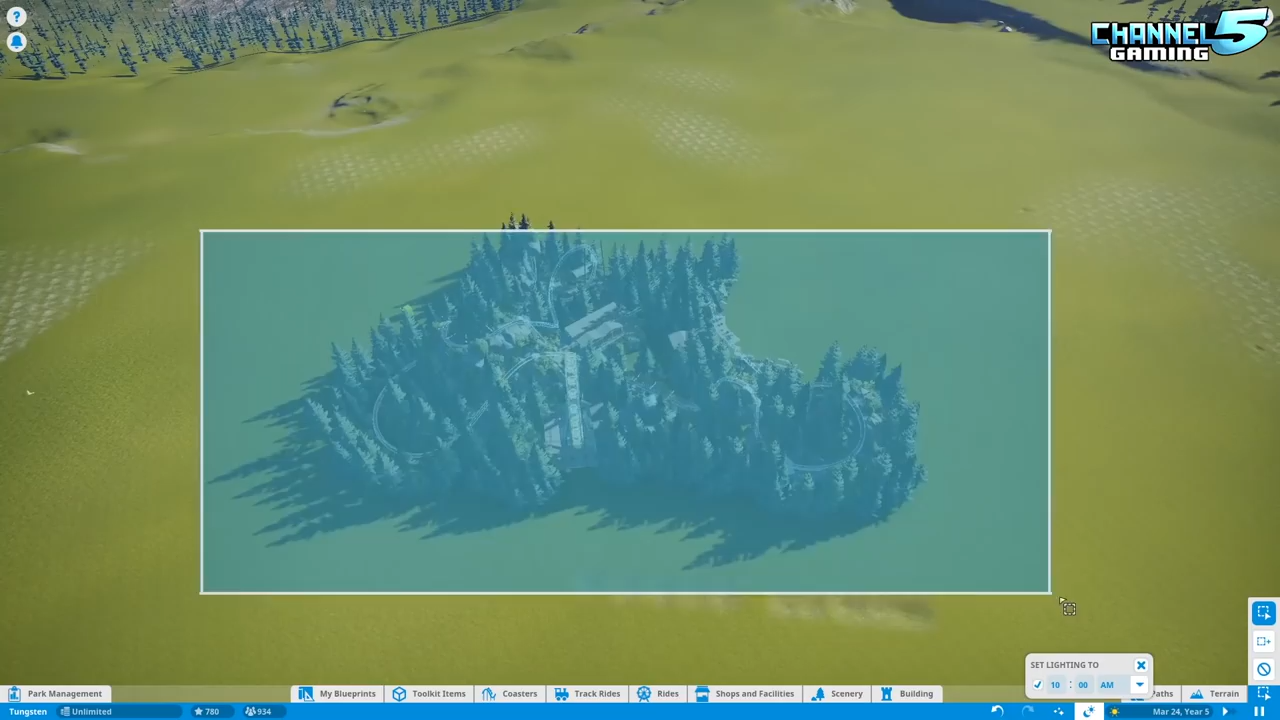 ?
CHANNEL 5
GAMING
SET LIGHTING TO
10 : 00 AM
Park Management
My Blueprints
Toolkit Items
Coasters
Track Rides
Rides
Shops and Facilities
Scenery
Building
Paths
Terrain
Tungsten
Unlimited
780
934
Mar 24, Year 5